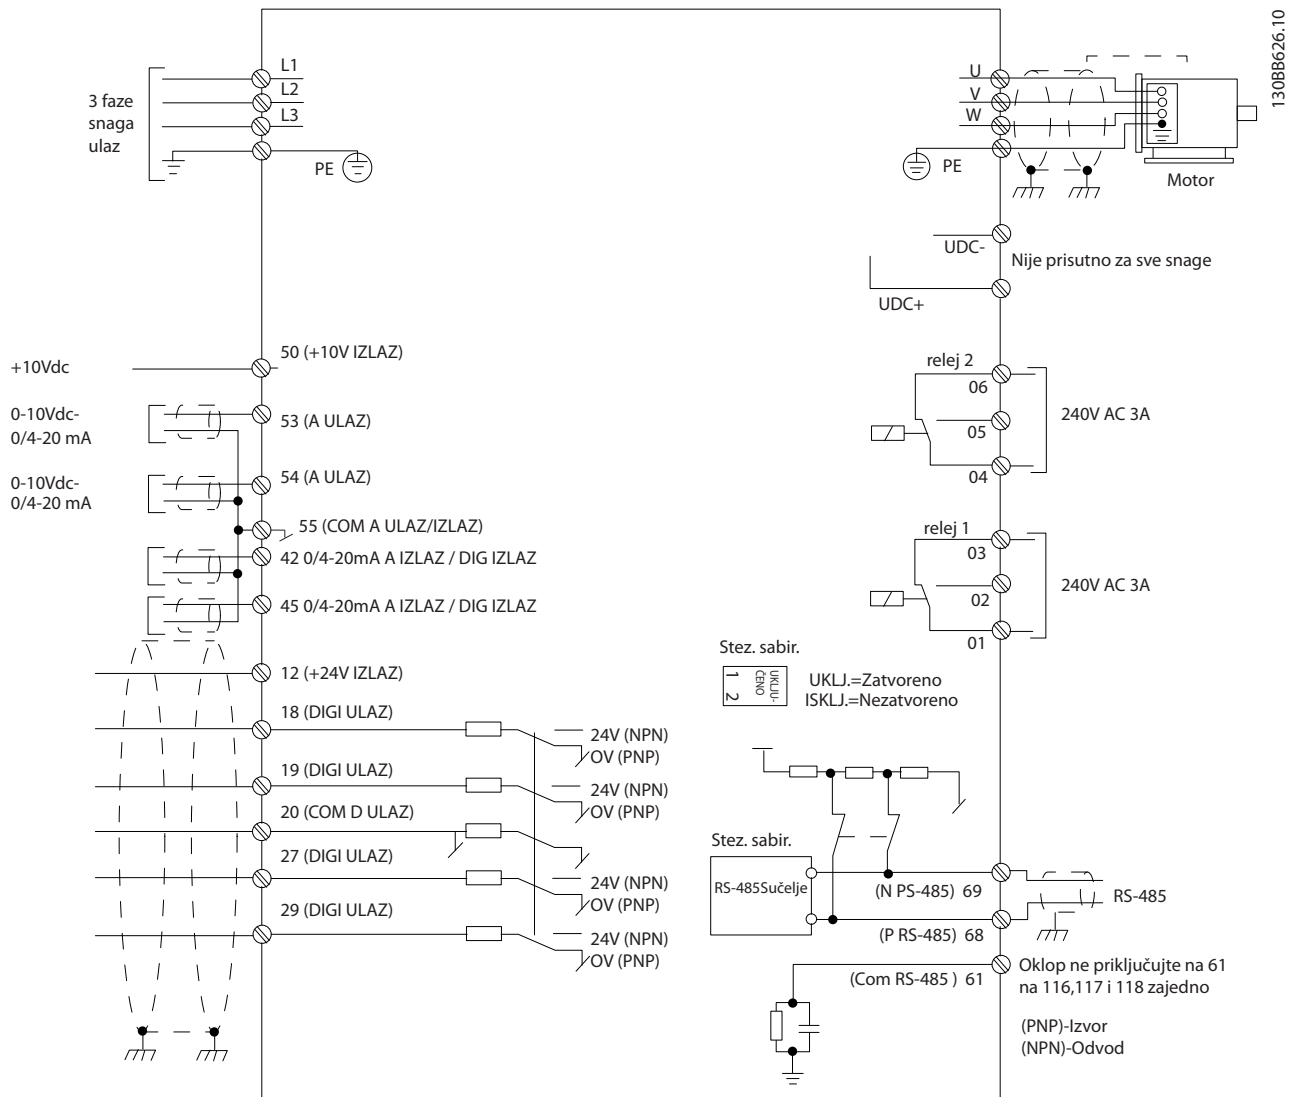 130BB626.10
L1
L2
L3
3 faze
snaga
ulaz
PE
U
V
W
PE
Motor
UDC-
Nije prisutno za sve snage
UDC+
+10Vdc
50 (+10V IZLAZ)
0-10Vdc-
0/4-20 mA
53 (A ULAZ)
0-10Vdc-
0/4-20 mA
54 (A ULAZ)
55 (COM A ULAZ/IZLAZ)
42 0/4-20mA A IZLAZ / DIG IZLAZ
45 0/4-20mA A IZLAZ / DIG IZLAZ
12 (+24V IZLAZ)
18 (DIGI ULAZ)
24V (NPN)
OV (PNP)
19 (DIGI ULAZ)
24V (NPN)
OV (PNP)
20 (COM D ULAZ)
27 (DIGI ULAZ)
24V (NPN)
OV (PNP)
29 (DIGI ULAZ)
24V (NPN)
OV (PNP)
relej 2
06
05
04
240V AC 3A
relej 1
03
02
01
240V AC 3A
Stez. sabir.
1 2
UKLJU-
ČENO
UKLJ.=Zatvoreno
ISKLJ.=Nezatvoreno
Stez. sabir.
RS-485Sučelje
(N PS-485) 69
RS-485
(P RS-485) 68
(Com RS-485 ) 61
Oklop ne priključujte na 61
na 116,117 i 118 zajedno
(PNP)-Izvor
(NPN)-Odvod